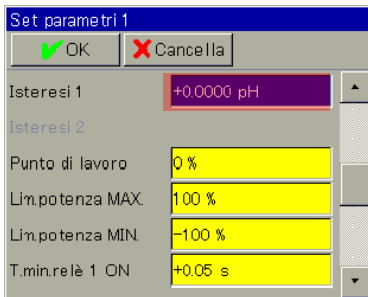 Set parametri 1
OK Cancella
Isteresi 1 +0.0000 pH
Isteresi 2
Punto di lavoro 0 %
Lim.potenza MAX. 100 %
Lim.potenza MIN. -100 %
T.min.relè 1 ON +0.05 s